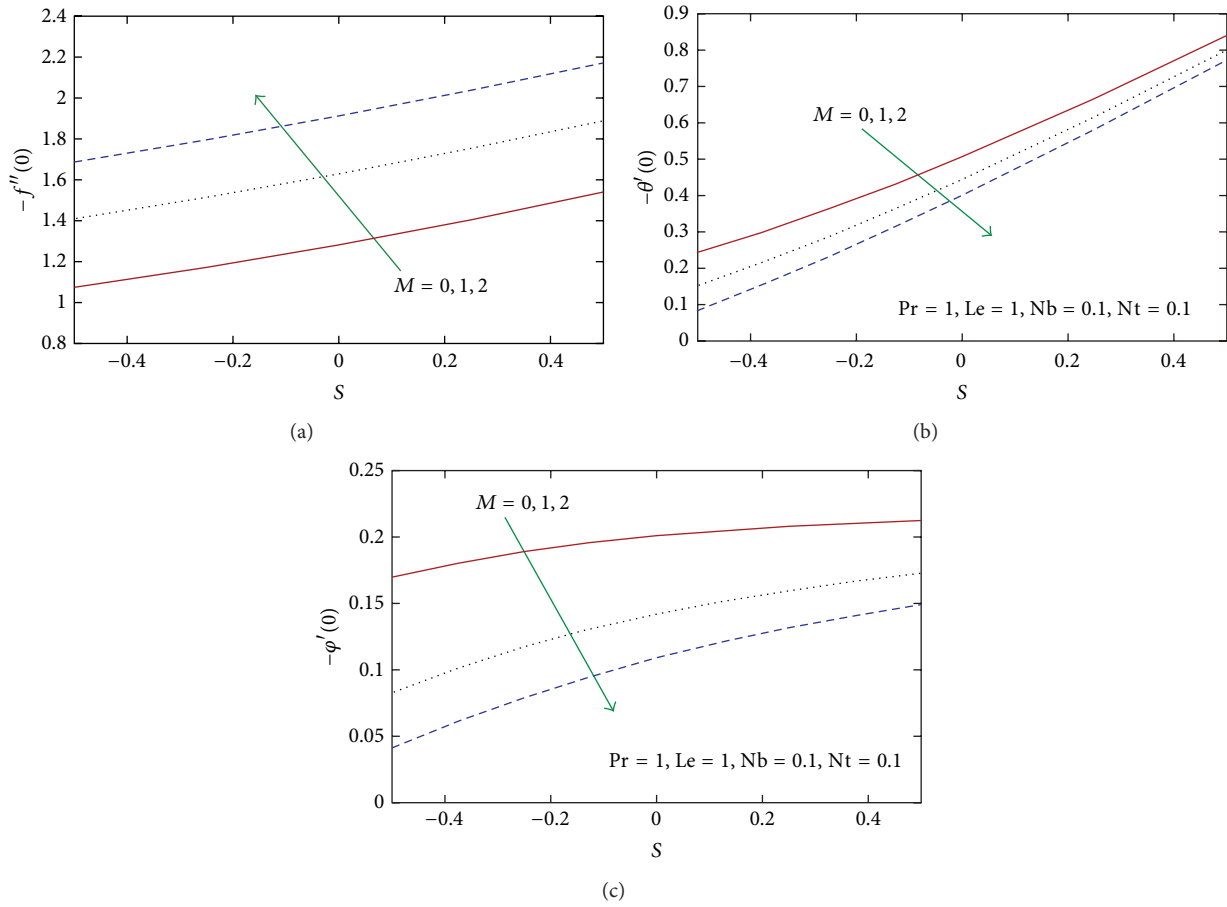 2.4
2.2
2
1.8
1.6
1.4
1.2
1
0.8
−f′′(0)
M = 0, 1, 2
−0.4
−0.2
0
0.2
0.4
S
(a)
0.9
0.8
0.7
0.6
0.5
0.4
0.3
0.2
0.1
0
−θ′(0)
M = 0, 1, 2
Pr = 1, Le = 1, Nb = 0.1, Nt = 0.1
−0.4
−0.2
0
0.2
0.4
S
(b)
0.25
0.2
0.15
0.1
0.05
0
−φ′(0)
M = 0, 1, 2
Pr = 1, Le = 1, Nb = 0.1, Nt = 0.1
−0.4
−0.2
0
0.2
0.4
S
(c)